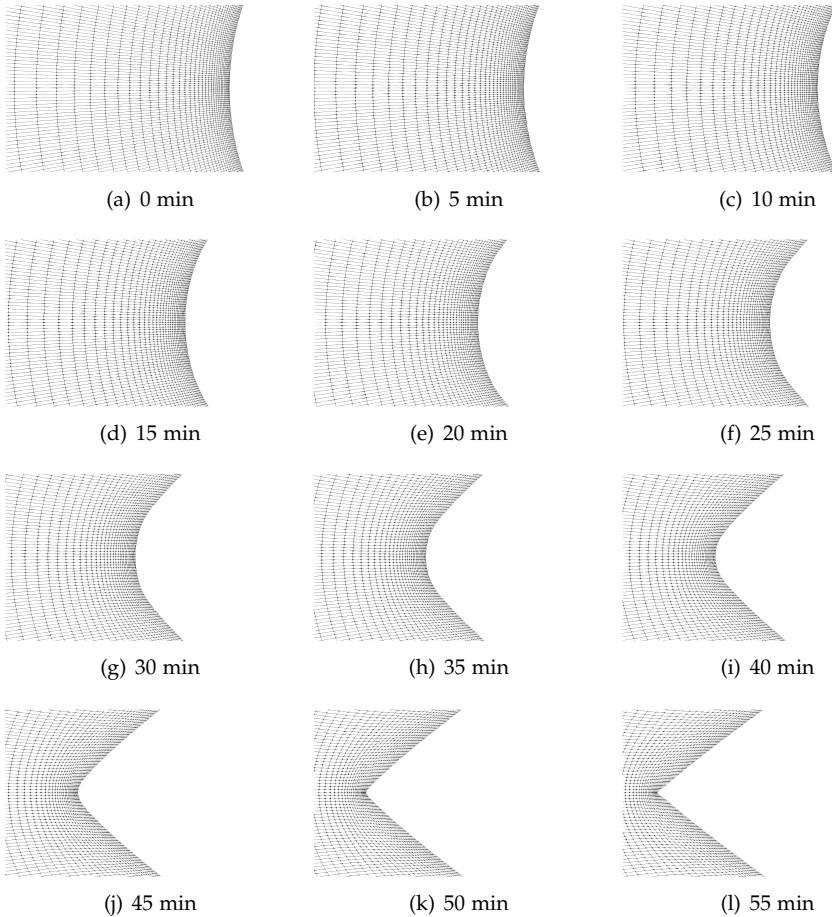 (a) 0 min
(b) 5 min
(c) 10 min
(d) 15 min
(e) 20 min
(f) 25 min
(g) 30 min
(h) 35 min
(i) 40 min
(j) 45 min
(k) 50 min
(l) 55 min